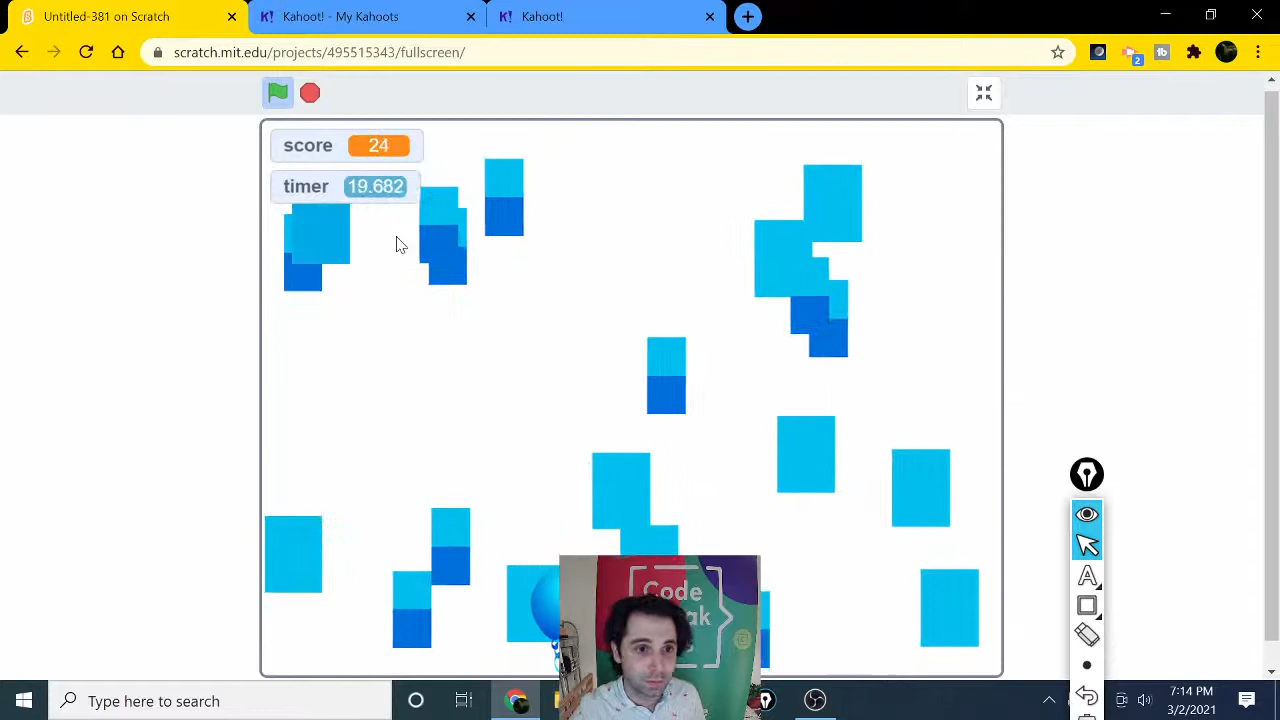 Untitled-381 on Scratch
Kahoot! - My Kahoots
Kahoot!
scratch.mit.edu/projects/495515343/fullscreen/
2
score 24
timer 19.682
Code
A
Type here to search
7:14 PM
3/2/2021